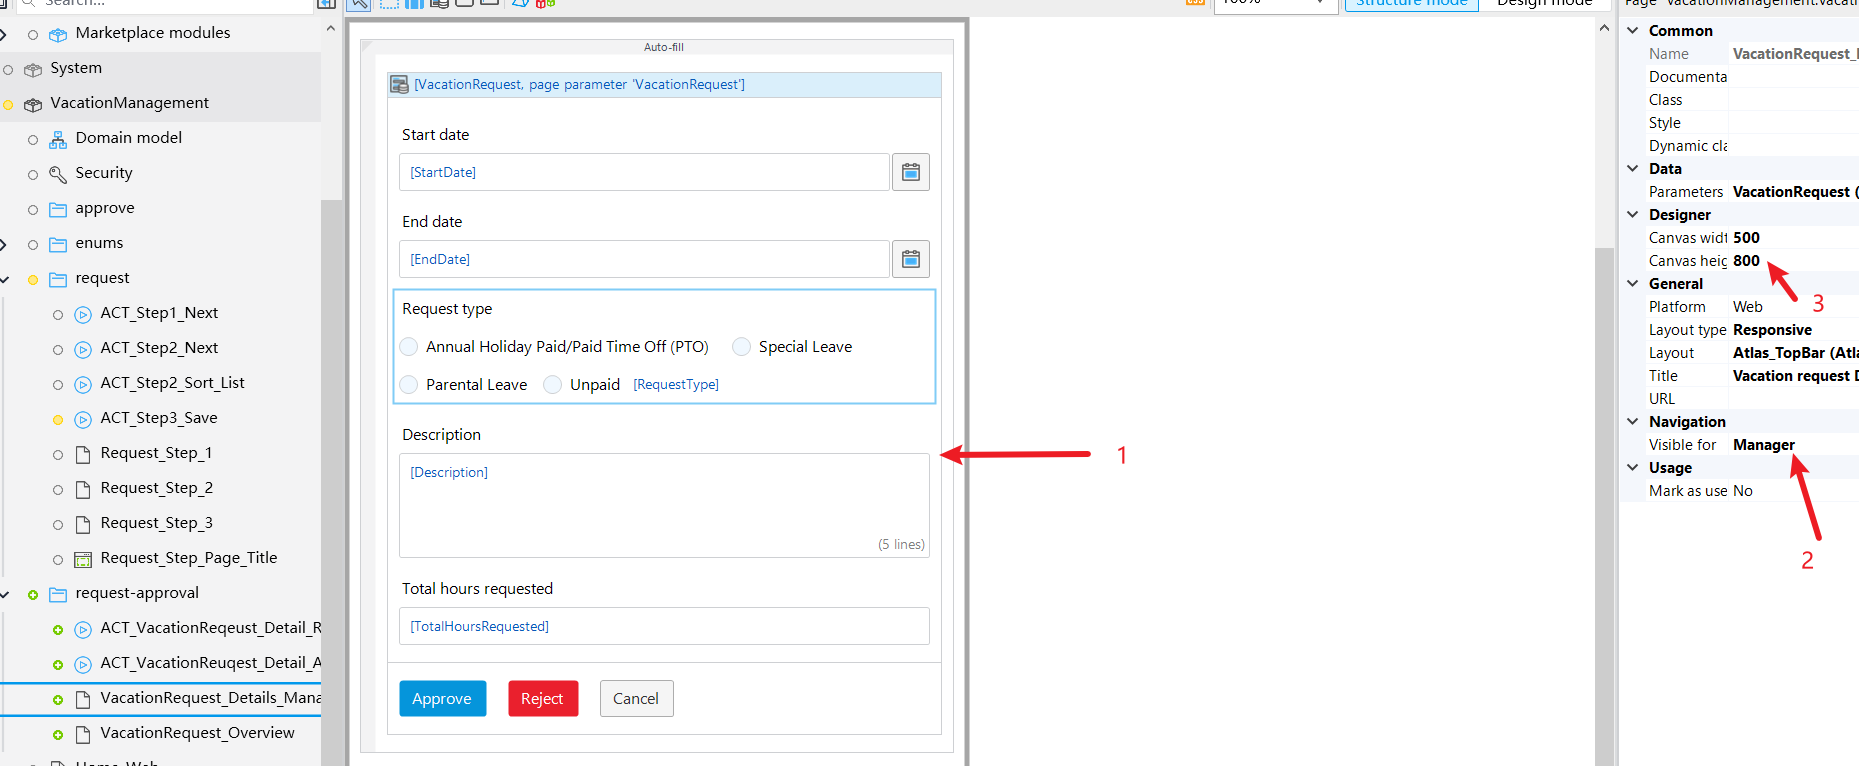 Search...
100%
Structure mode
Design mode
Marketplace modules
System
VacationManagement
Domain model
Security
approve
enums
request
ACT_Step1_Next
ACT_Step2_Next
ACT_Step2_Sort_List
ACT_Step3_Save
Request_Step_1
Request_Step_2
Request_Step_3
Request_Step_Page_Title
request-approval
ACT_VacationReqeust_Detail_R
ACT_VacationReuqest_Detail_A
VacationRequest_Details_Mana
VacationRequest_Overview
Home_Web
Auto-fill
[VacationRequest, page parameter 'VacationRequest']
Start date
[StartDate]
End date
[EndDate]
Request type
Annual Holiday Paid/Paid Time Off (PTO)
Special Leave
Parental Leave
Unpaid [RequestType]
Description
[Description]
(5 lines)
Total hours requested
[TotalHoursRequested]
Approve
Reject
Cancel
1
Page
VacationManagement.Vacati
Common
Name VacationRequest_
Documenta
Class
Style
Dynamic cla
Data
Parameters VacationRequest (
Designer
Canvas widt 500
Canvas heig 800
General
3
Platform Web
Layout type Responsive
Layout Atlas_TopBar (Atla
Title Vacation request D
URL
Navigation
Visible for Manager
Usage
Mark as use No
2